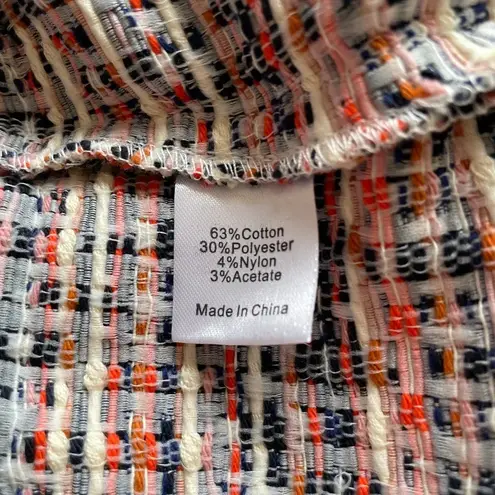 63%Cotton
30%Polyester
4%Nylon
3%Acetate
Made in China